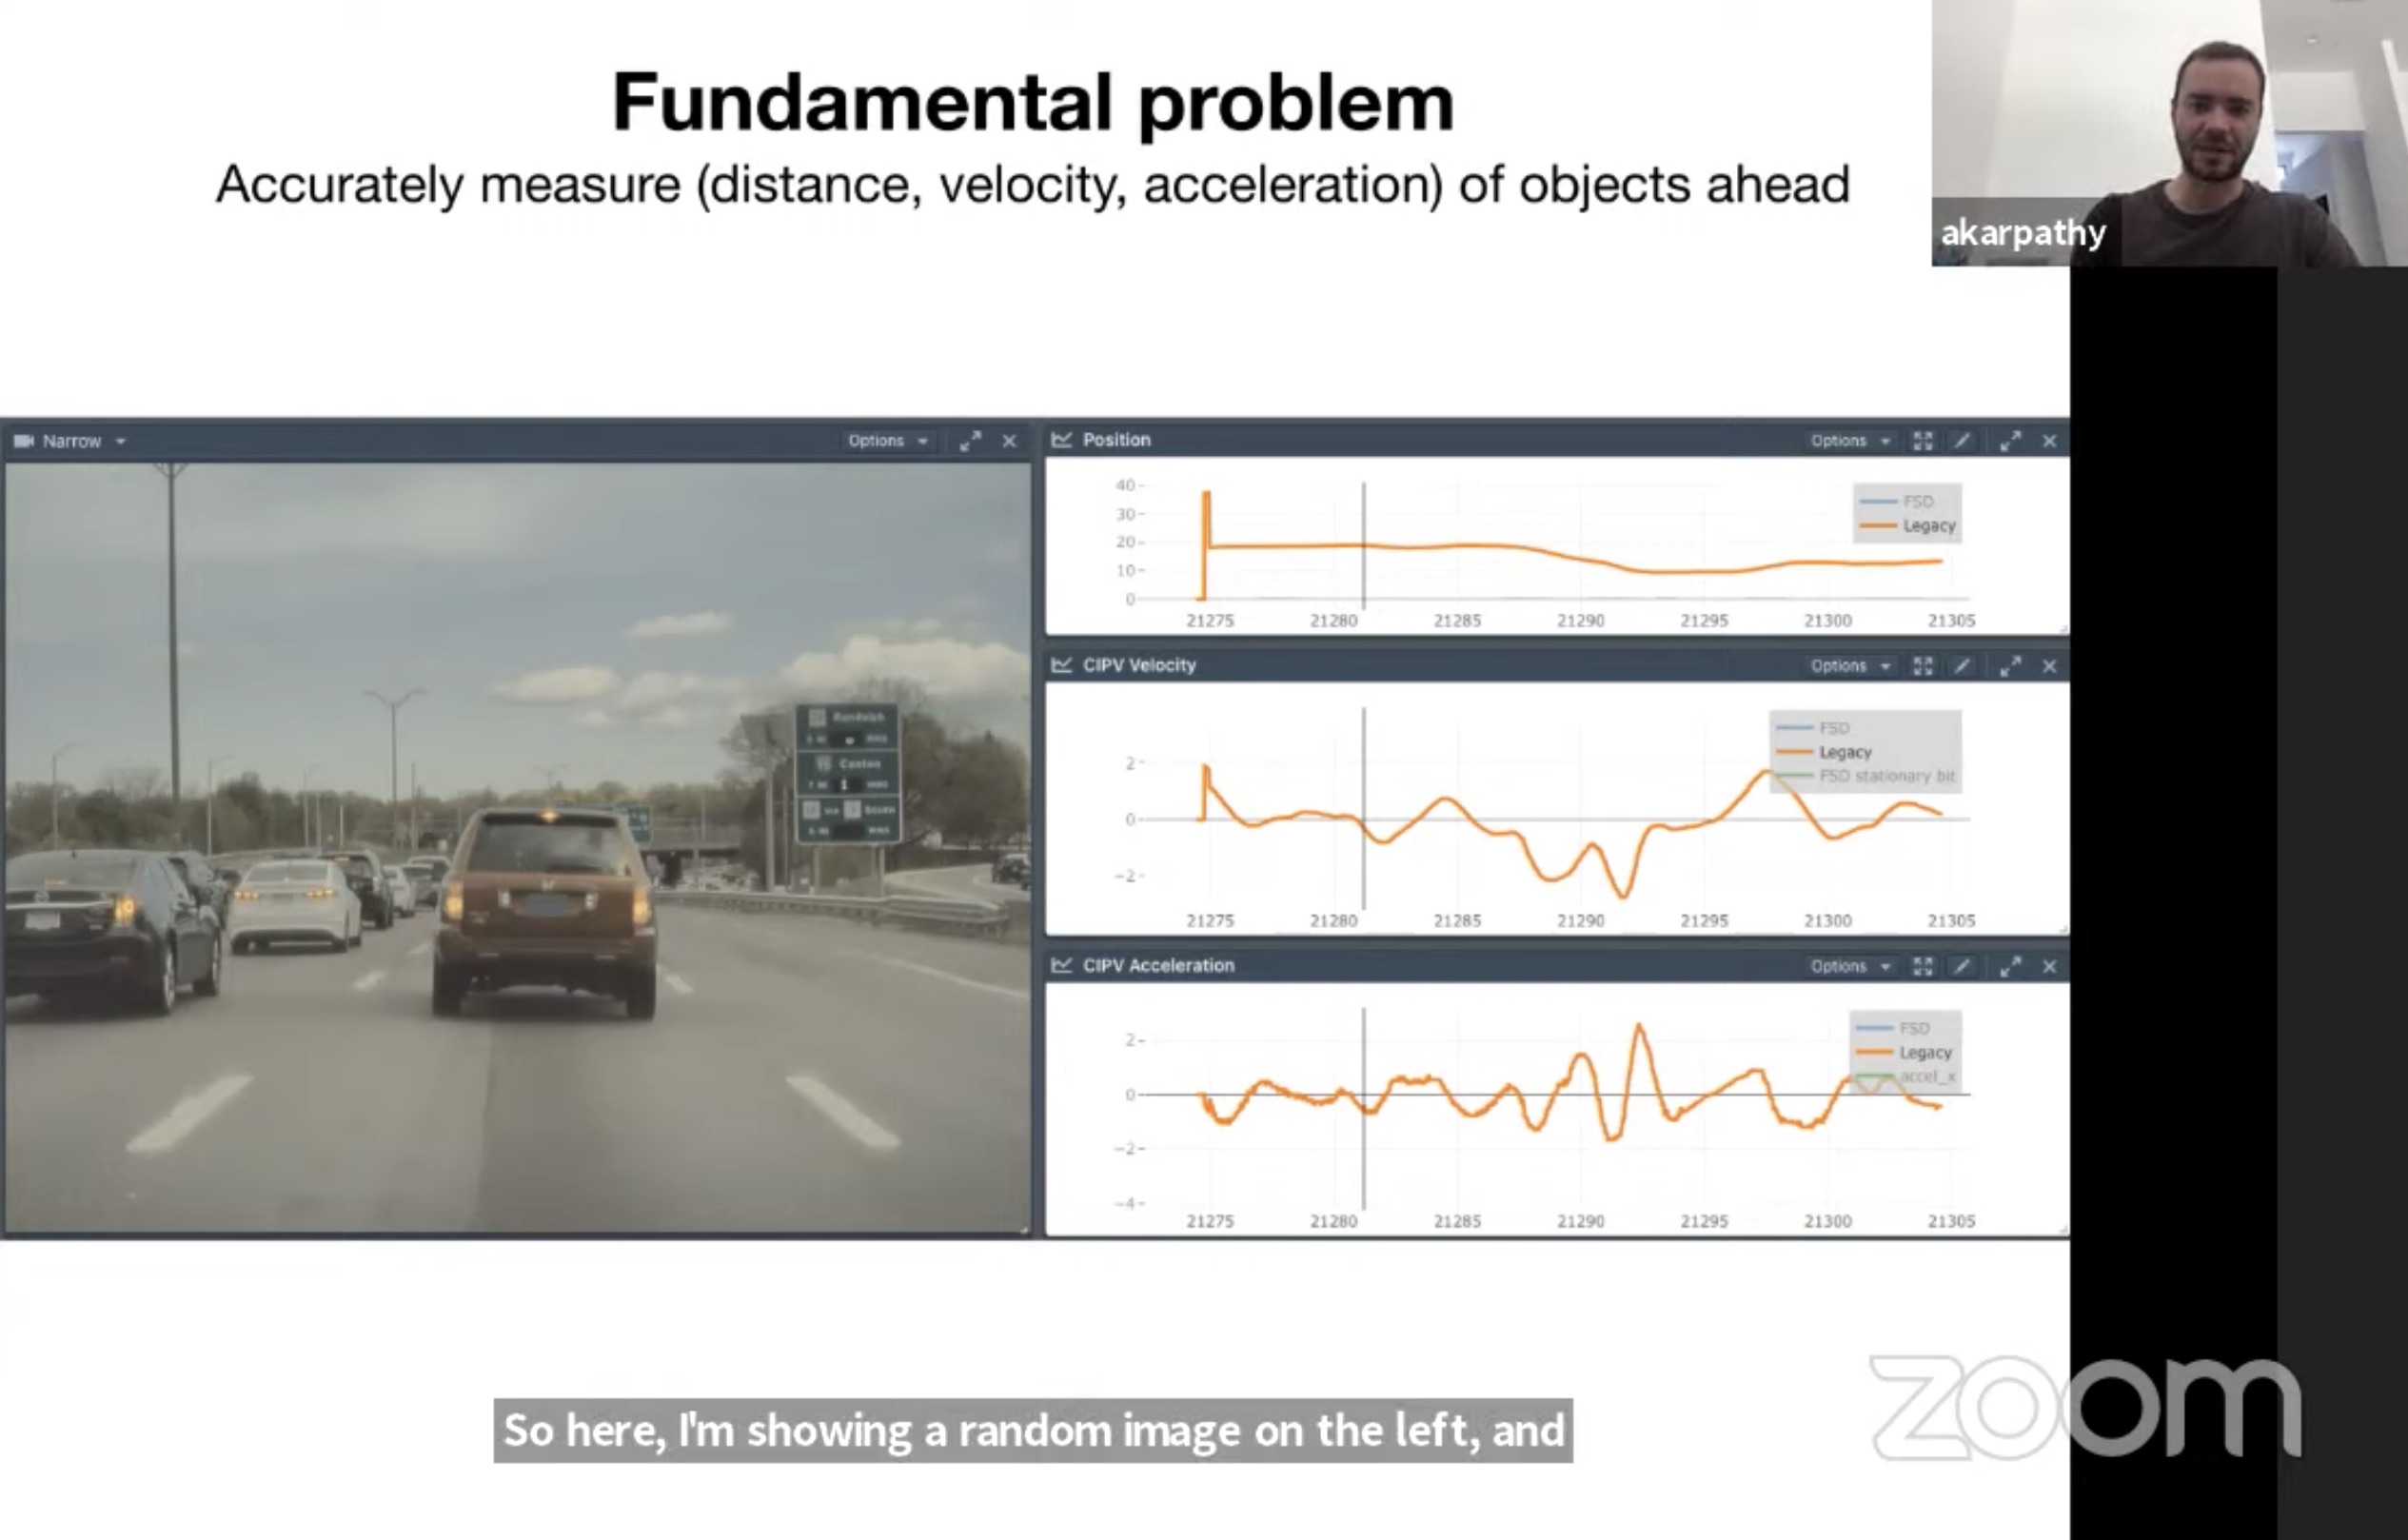 Fundamental problem
Accurately measure (distance, velocity, acceleration) of objects ahead
akarpathy
Narrow
Options
Randolph
Canton
1
Position
Options
40
30
20
10
0
21275 21280 21285 21290 21295 21300 21305
FSD
Legacy
CIPV Velocity
Options
2
0
-2
21275 21280 21285 21290 21295 21300 21305
FSD
Legacy
FSD stationary bit
CIPV Acceleration
Options
2
0
-2
-4
21275 21280 21285 21290 21295 21300 21305
FSD
Legacy
accel_x
So here, I'm showing a random image on the left, and
zoom